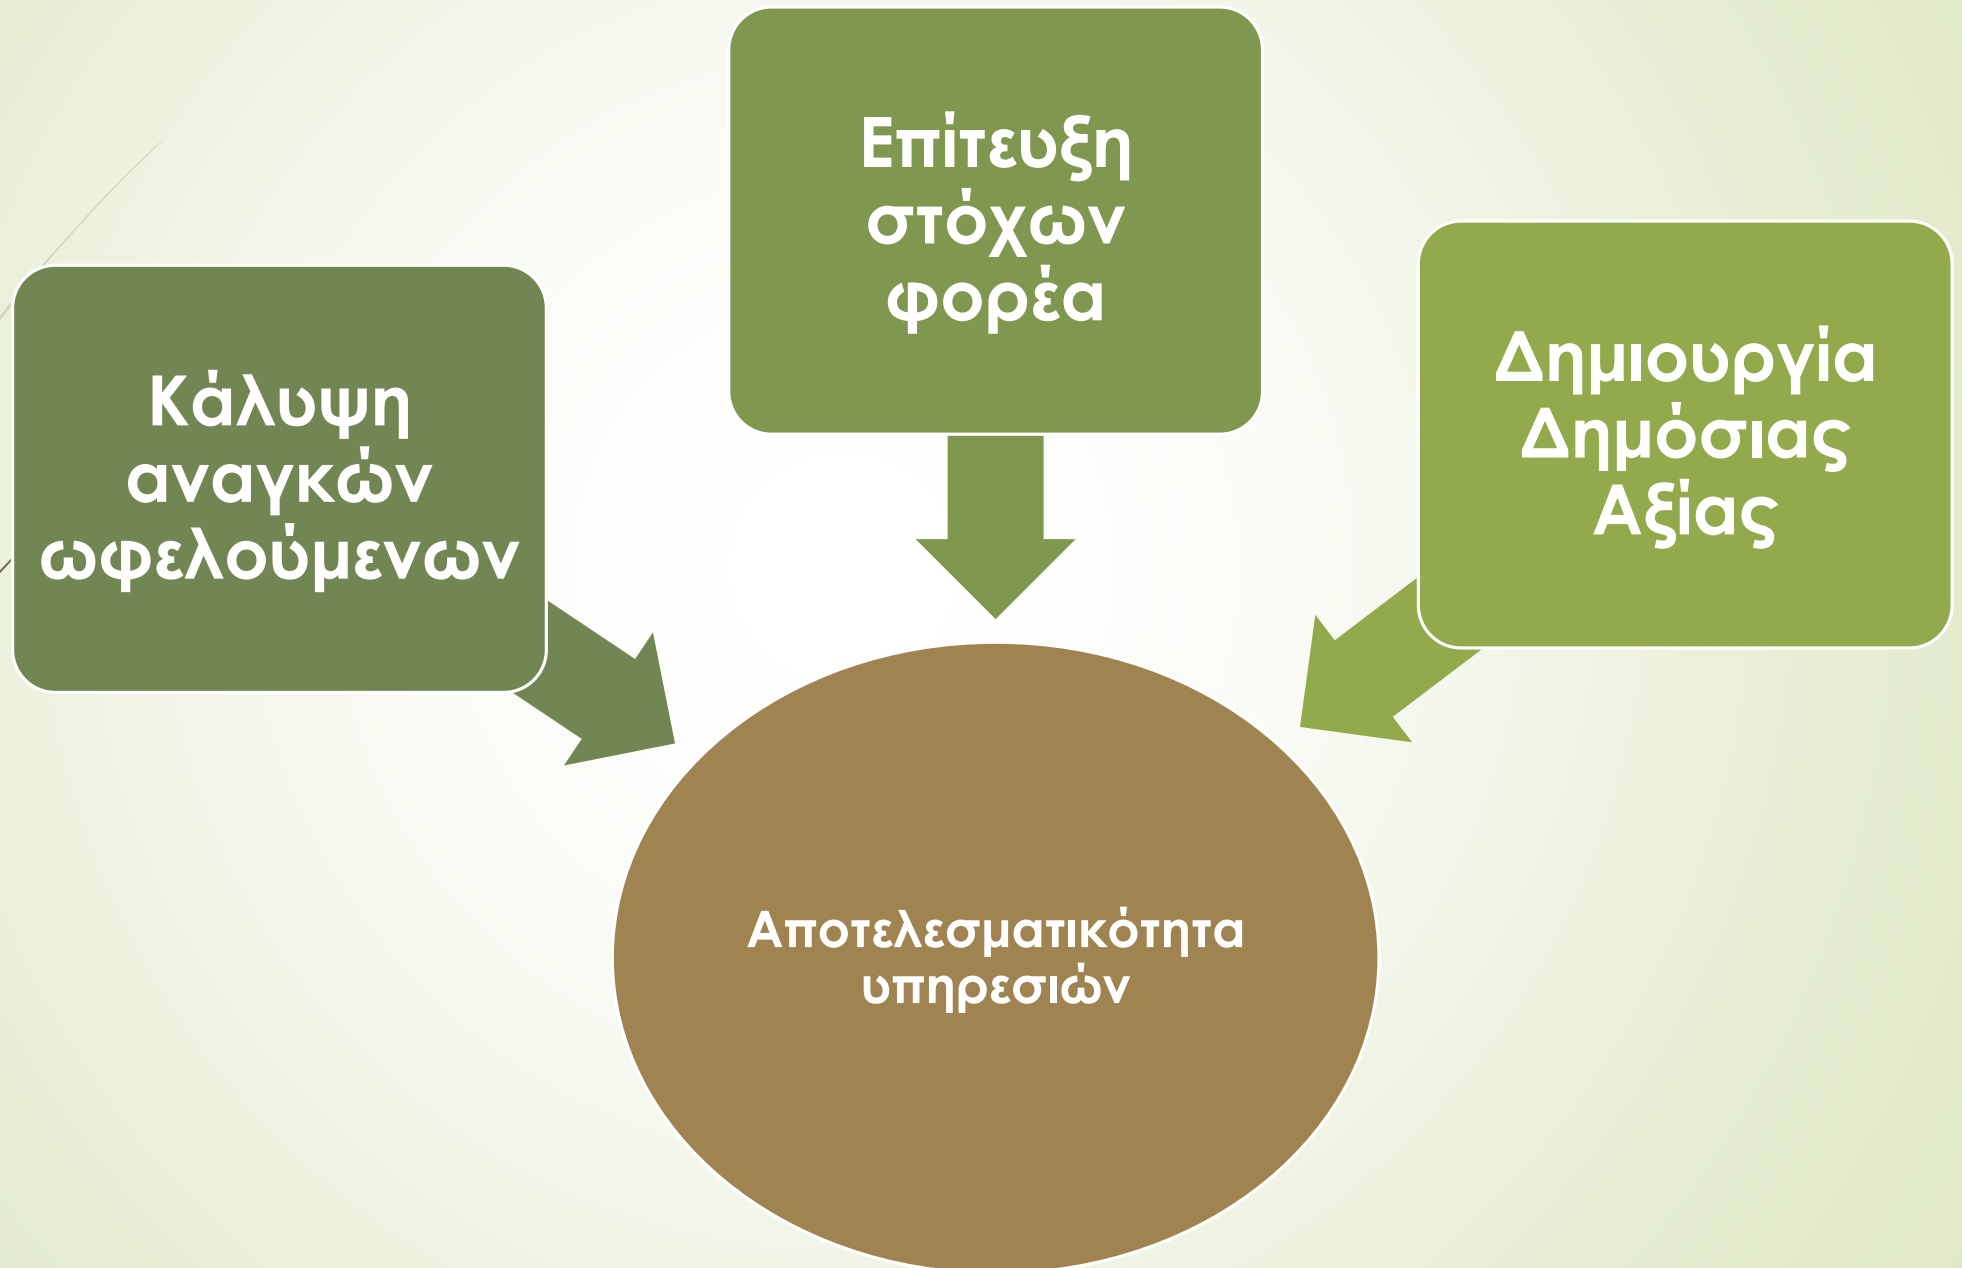 Κάλυψη
αναγκών
ωφελούμενων
Επίτευξη
στόχων
φορέα
Δημιουργία
Δημόσιας
Αξίας
Αποτελεσματικότητα
υπηρεσιών